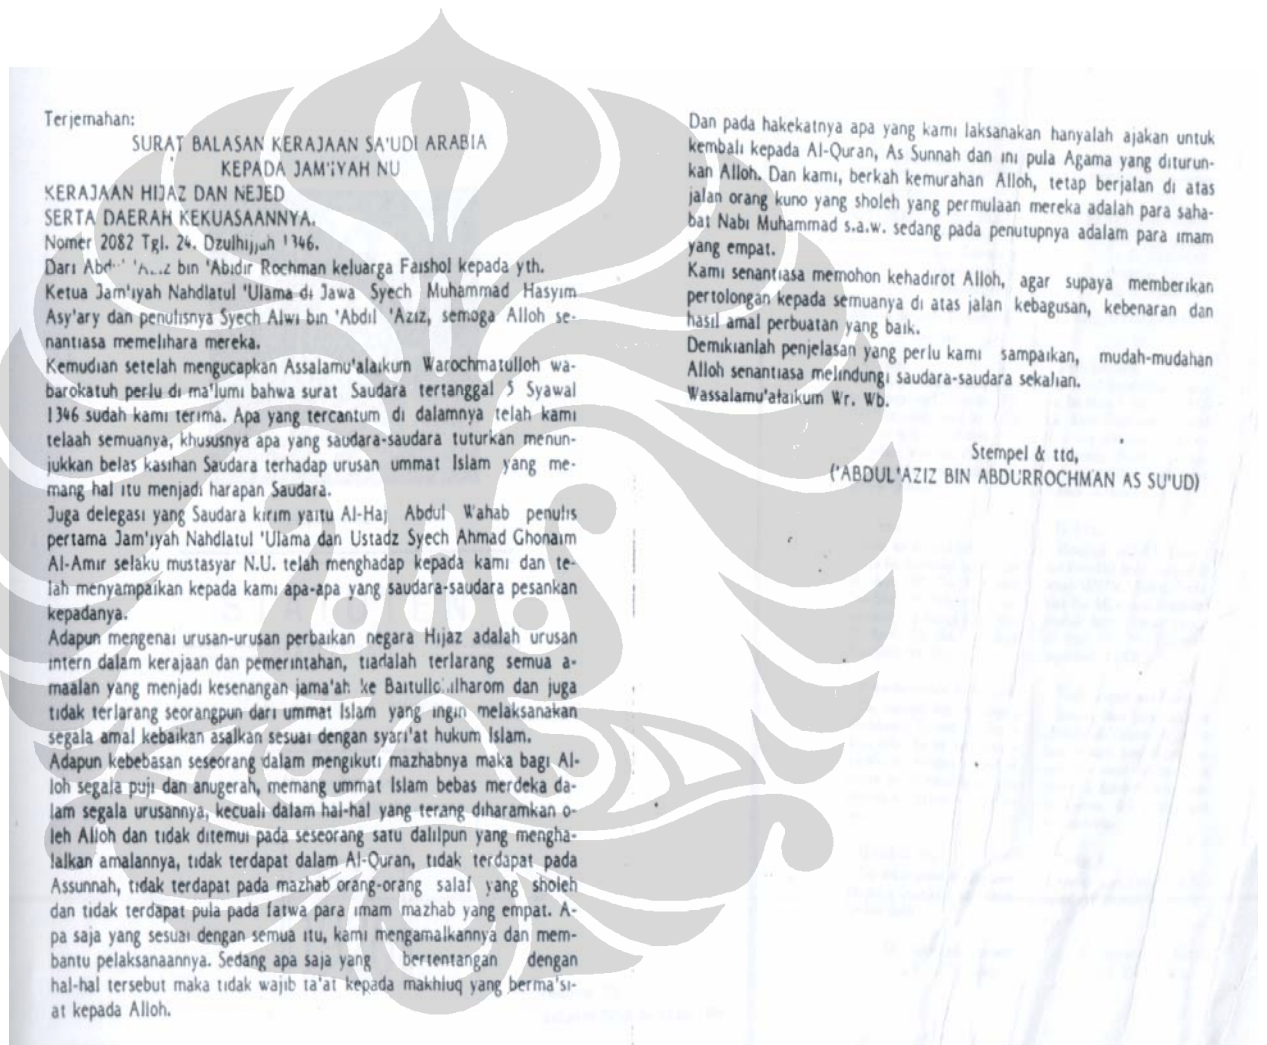 Terjemahan:
SURAT BALASAN KERAJAAN SA'UDI ARABIA
KEPADA JAM'IYAH NU
KERAJAAN HIJAZ DAN NEJED
SERTA DAERAH KEKUASAANNYA.
Nomer 2082 Tgl. 24. Dzulhijjah 1346.
Dari bin 'Abidir Rochman keluarga Faishol kepada yth.
Ketua Jam'iyah Nahdlatul 'Ulama di Jawa Syech Muhammad Hasyim
Asy'ary dan penulisnya Syech Alwi bin 'Abdil 'Aziz, semoga Alloh se-
nantiasa memelihara mereka.
Kemudian setelah mengucapkan Assalamu'alaikum Warochmatulloh wa-
barokatuh perlu di ma'lumi bahwa surat Saudara tertanggal 5 Syawal
1346 sudah kami terima. Apa yang tercantum di dalamnya telah kami
telaah semuanya, khususnya apa yang saudara-saudara tuturkan menun-
jukkan belas kasihan Saudara terhadap urusan ummat Islam yang me-
mang hal itu menjadi harapan Saudara.
Juga delegasi yang Saudara kirim yaitu Al-Haj Abdul Wahab penulis
pertama Jam'iyah Nahdlatul 'Ulama dan Ustadz Syech Ahmad Ghonaim
Al-Amir selaku mustasyar N.U. telah menghadap kepada kami dan te-
lah menyampaikan kepada kami apa-apa yang saudara-saudara pesankan
kepadanya.
Adapun mengenai urusan-urusan perbaikan negara Hijaz adalah urusan
intern dalam kerajaan dan pemerintahan, tiadalah terlarang semua a-
maalan yang menjadi kesenangan jama'ah ke dan juga
tidak terlarang seorangpun dari ummat Islam yang ingin melaksanakan
segala amal kebaikan asalkan sesuai dengan syari'at hukum Islam.
Adapun kebebasan seseorang dalam mengikuti mazhabnya maka bagi Al-
loh segala puji dan anugerah, memang ummat Islam bebas merdeka da-
lam segala urusannya, kecuali dalam hal-hal yang terang diharamkan o-
leh Alloh dan tidak ditemui pada seseorang satu dalilpun yang mengha-
lalkan amalannya, tidak terdapat dalam Al-Quran, tidak terdapat pada
Assunnah, tidak terdapat pada mazhab orang-orang salaf yang sholeh
dan tidak terdapat pula pada fatwa para imam mazhab yang empat. A-
pa saja yang sesuai dengan semua itu, kami mengamalkannya dan mem-
bantu pelaksanaannya. Sedang apa saja yang bertentangan dengan
hal-hal tersebut maka tidak wajib ta'at kepada makhluq yang berma'si-
at kepada Alloh.
Dan pada hakekatnya apa yang kami laksanakan hanyalah ajakan untuk
kembali kepada Al-Quran, As Sunnah dan ini pula Agama yang diturun-
kan Alloh. Dan kami, berkah kemurahan Alloh, tetap berjalan di atas
jalan orang kuno yang sholeh yang permulaan mereka adalah para saha-
bat Nabi Muhammad s.a.w. sedang pada penutupnya adalam para imam
yang empat.
Kami senantiasa memohon kehadirot Alloh, agar supaya memberikan
pertolongan kepada semuanya di atas jalan kebagusan, kebenaran dan
hasil amal perbuatan yang baik.
Demikianlah penjelasan yang perlu kami sampaikan, mudah-mudahan
Alloh senantiasa melindungi saudara-saudara sekalian.
Wassalamu'alaikum Wr. Wb.
Stempel & ttd,
('ABDUL'AZIZ BIN ABDURROCHMAN AS SU'UD)